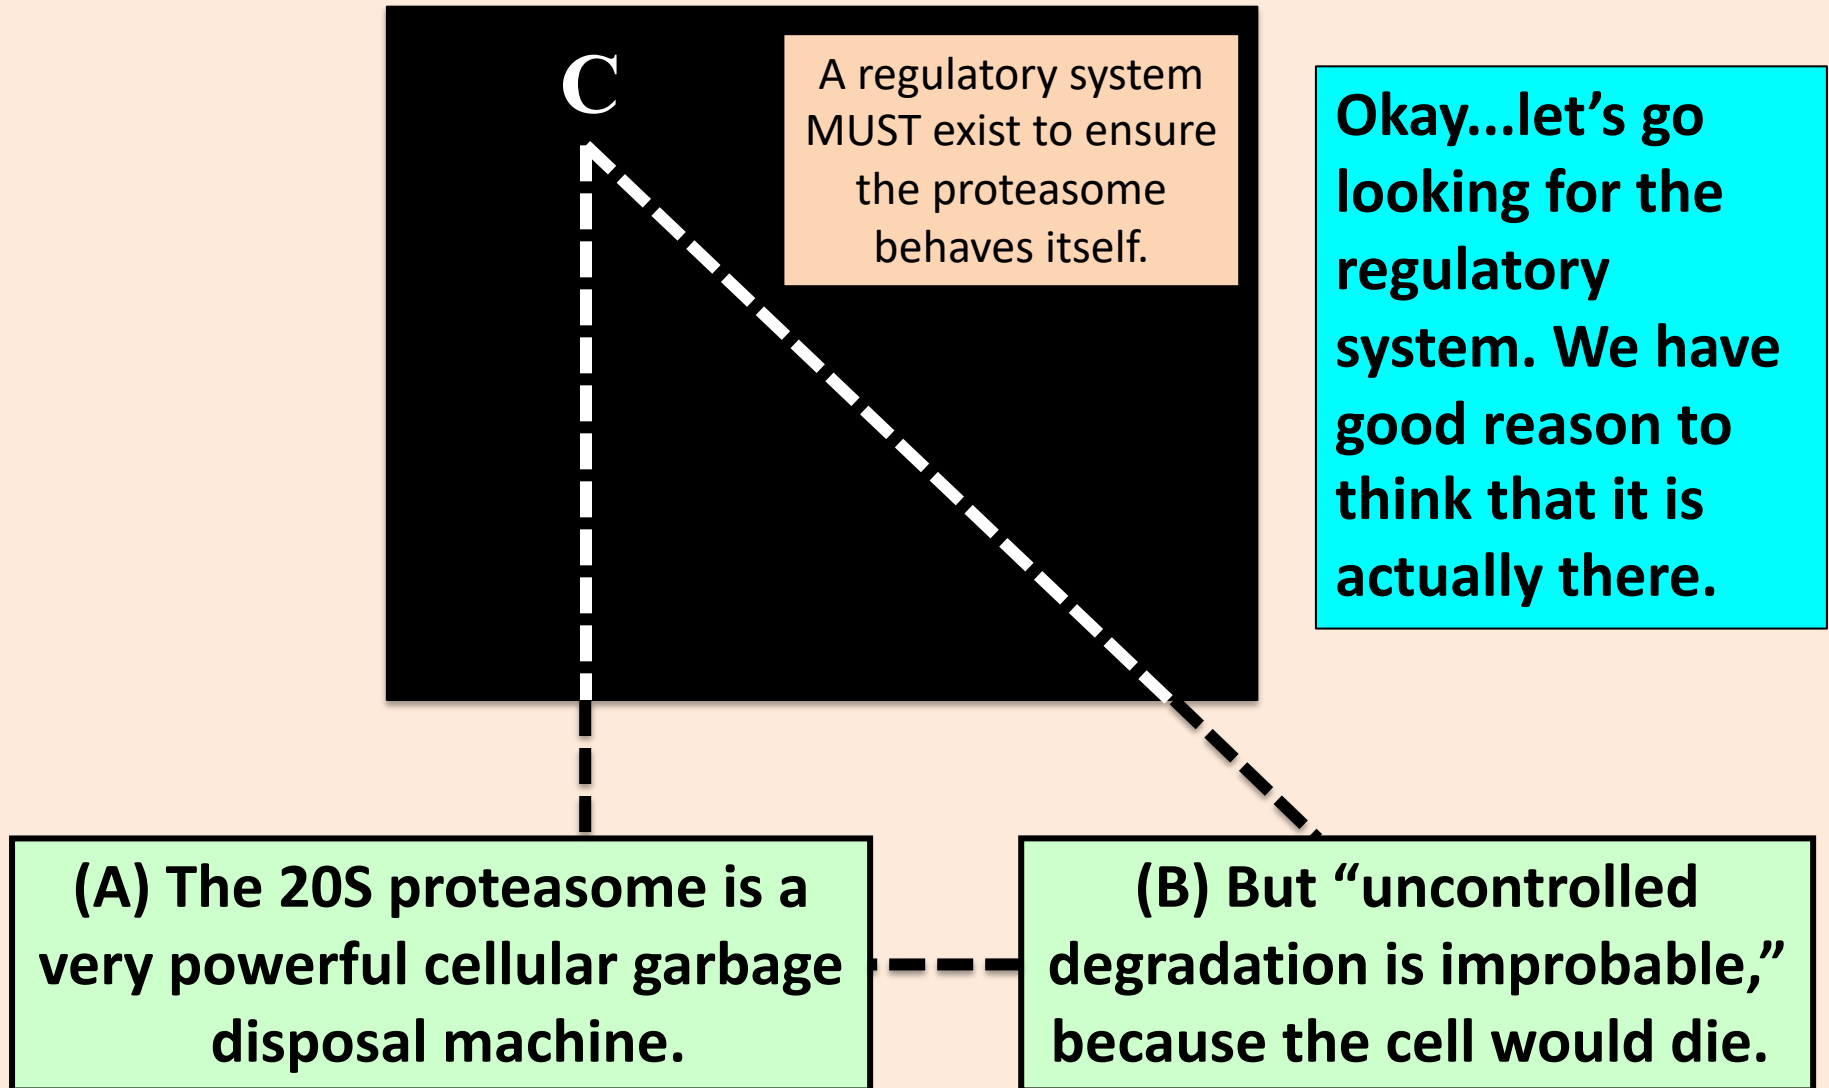 C
A regulatory system
MUST exist to ensure
the proteasome
behaves itself.
Okay...let’s go
looking for the
regulatory
system. We have
good reason to
think that it is
actually there.
(A) The 20S proteasome is a
very powerful cellular garbage
disposal machine.
(B) But “uncontrolled
degradation is improbable,”
because the cell would die.